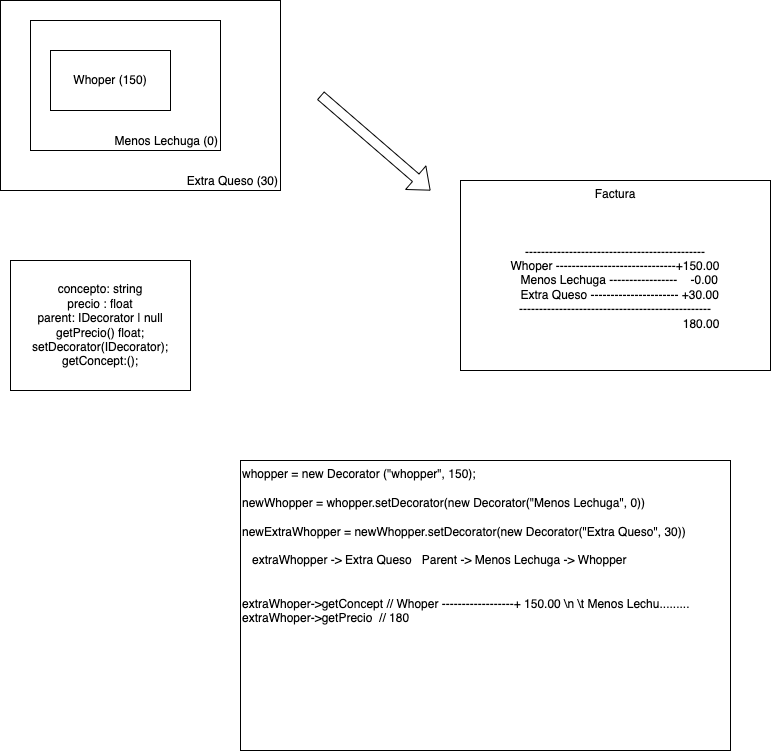 Whoper (150)
Menos Lechuga (0)
Extra Queso (30)
Factura
---------------------------------------------
Whoper ------------------------------+150.00
Menos Lechuga ----------------- -0.00
Extra Queso ---------------------- +30.00
------------------------------------------------
180.00
concepto: string
precio : float
parent: IDecorator | null
getPrecio() float;
setDecorator(IDecorator);
getConcept:();
whopper = new Decorator ("whopper", 150);
newWhopper = whopper.setDecorator(new Decorator("Menos Lechuga", 0))
newExtraWhopper = newWhopper.setDecorator(new Decorator("Extra Queso", 30))
extraWhopper -> Extra Queso Parent -> Menos Lechuga -> Whopper
extraWhoper->getConcept // Whoper ------------------+ 150.00 \n \t Menos Lechu.........
extraWhoper->getPrecio // 180